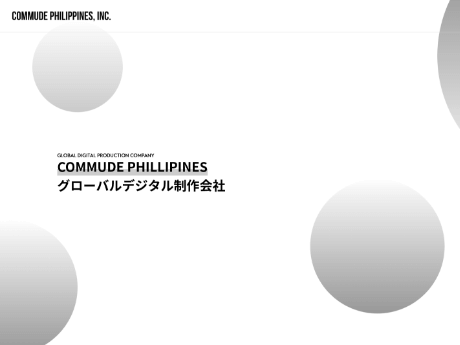 COMMUDE PHILIPPINES, INC.
GLOBAL DIGITAL PRODUCTION COMPANY
COMMUDE PHILLIPINES
グローバルデジタル制作会社